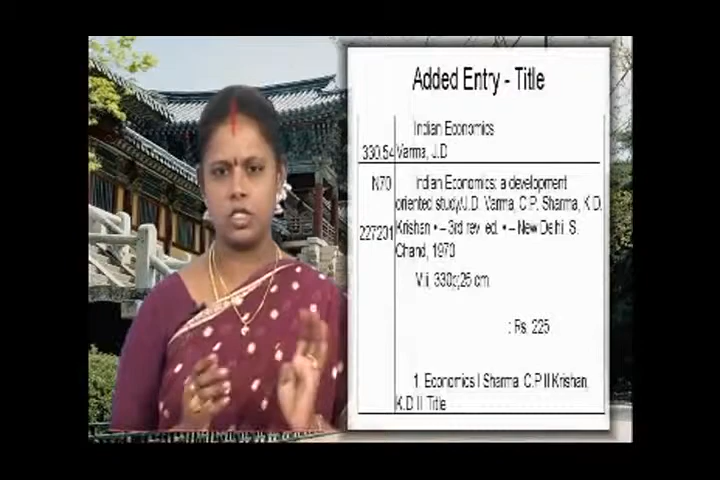 Added Entry - Title
Indian Economics
330.54 Varma, J.D
N70 Indian Economics: a development
oriented study/J.D. Varma, C.P. Sharma, K.D.
227201 Krishan • – 3rd rev. ed. • – New Delhi: S.
Chand, 1970
V.ii, 330p;25 cm.
: Rs. 225
1. Economics I Sharma. C.P II Krishan,
K.D II. Title